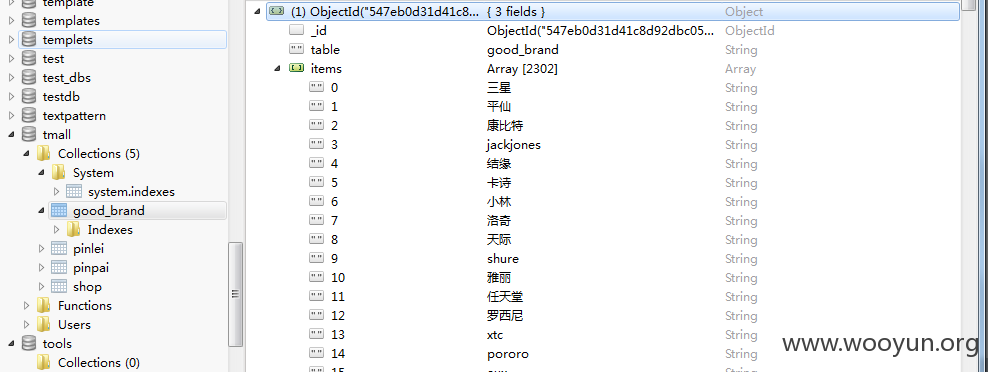 template
templates
templets
test
test_dbs
testdb
textpattern
tmall
Collections (5)
System
system.indexes
good_brand
Indexes
pinlei
pinpai
shop
Functions
Users
tools
Collections (0)
(1) ObjectId("547eb0d31d41c8... { 3 fields } Object
_id ObjectId("547eb0d31d41c8d92dbc05... ObjectId
table good_brand String
items Array [2302] Array
0 三星 String
1 平仙 String
2 康比特 String
3 jackjones String
4 结缘 String
5 卡诗 String
6 小林 String
7 洛奇 String
8 天际 String
9 shure String
10 雅丽 String
11 任天堂 String
12 罗西尼 String
13 xtc String
14 pororo String
www.wooyun.org